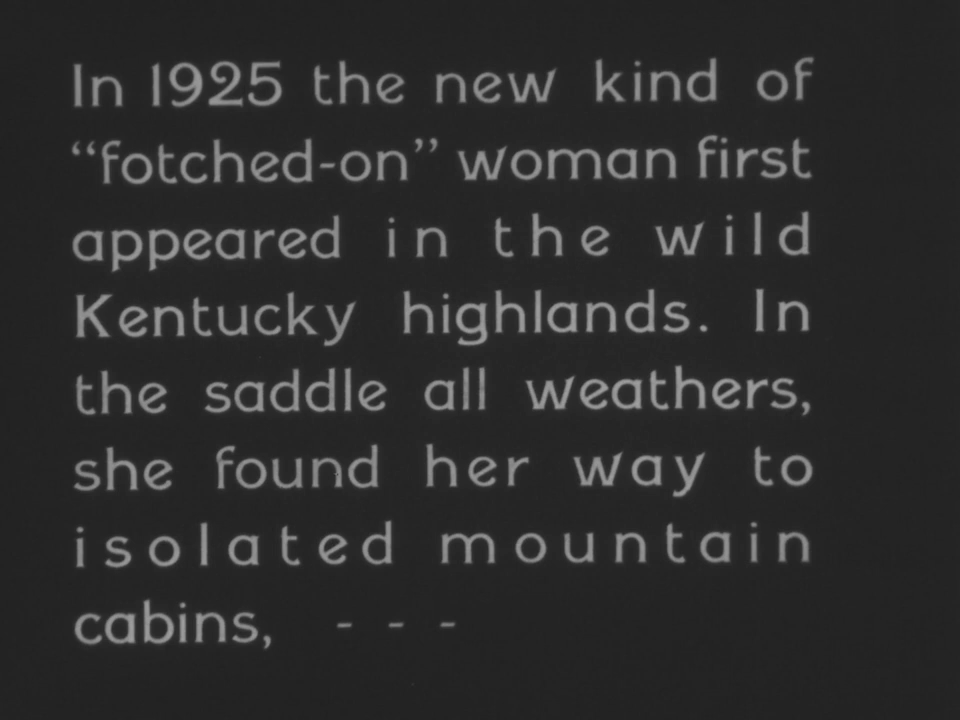 In 1925 the new kind of
“fotched-on” woman first
appeared in the wild
Kentucky highlands. In
the saddle all weathers,
she found her way to
isolated mountain
cabins, - - -